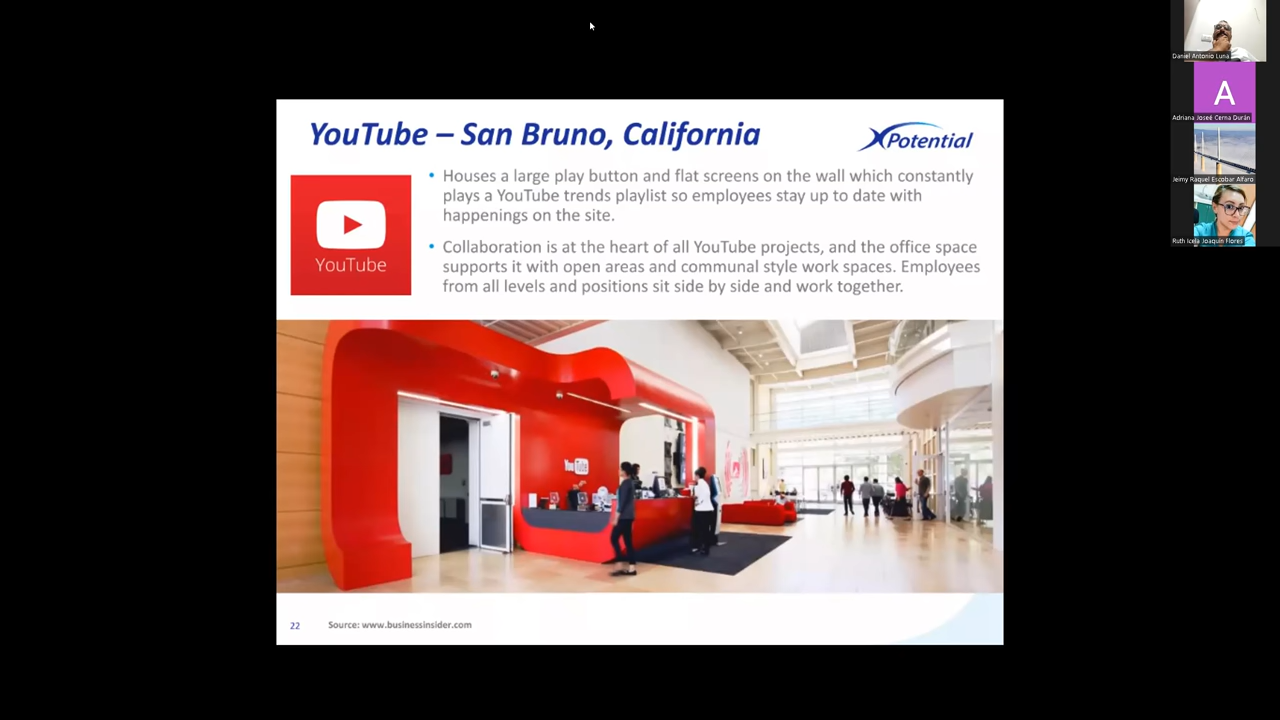 YouTube – San Bruno, California
XPotential
• Houses a large play button and flat screens on the wall which constantly
plays a YouTube trends playlist so employees stay up to date with
happenings on the site.
• Collaboration is at the heart of all YouTube projects, and the office space
supports it with open areas and communal style work spaces. Employees
from all levels and positions sit side by side and work together.
YouTube
YouTube
22
Source: www.businessinsider.com
Daniel Antonio Luna
A
Adriana Joseé Cerna Durán
Jeimy Raquel Escobar Alfaro
Ruth Icela Joaquín Flores